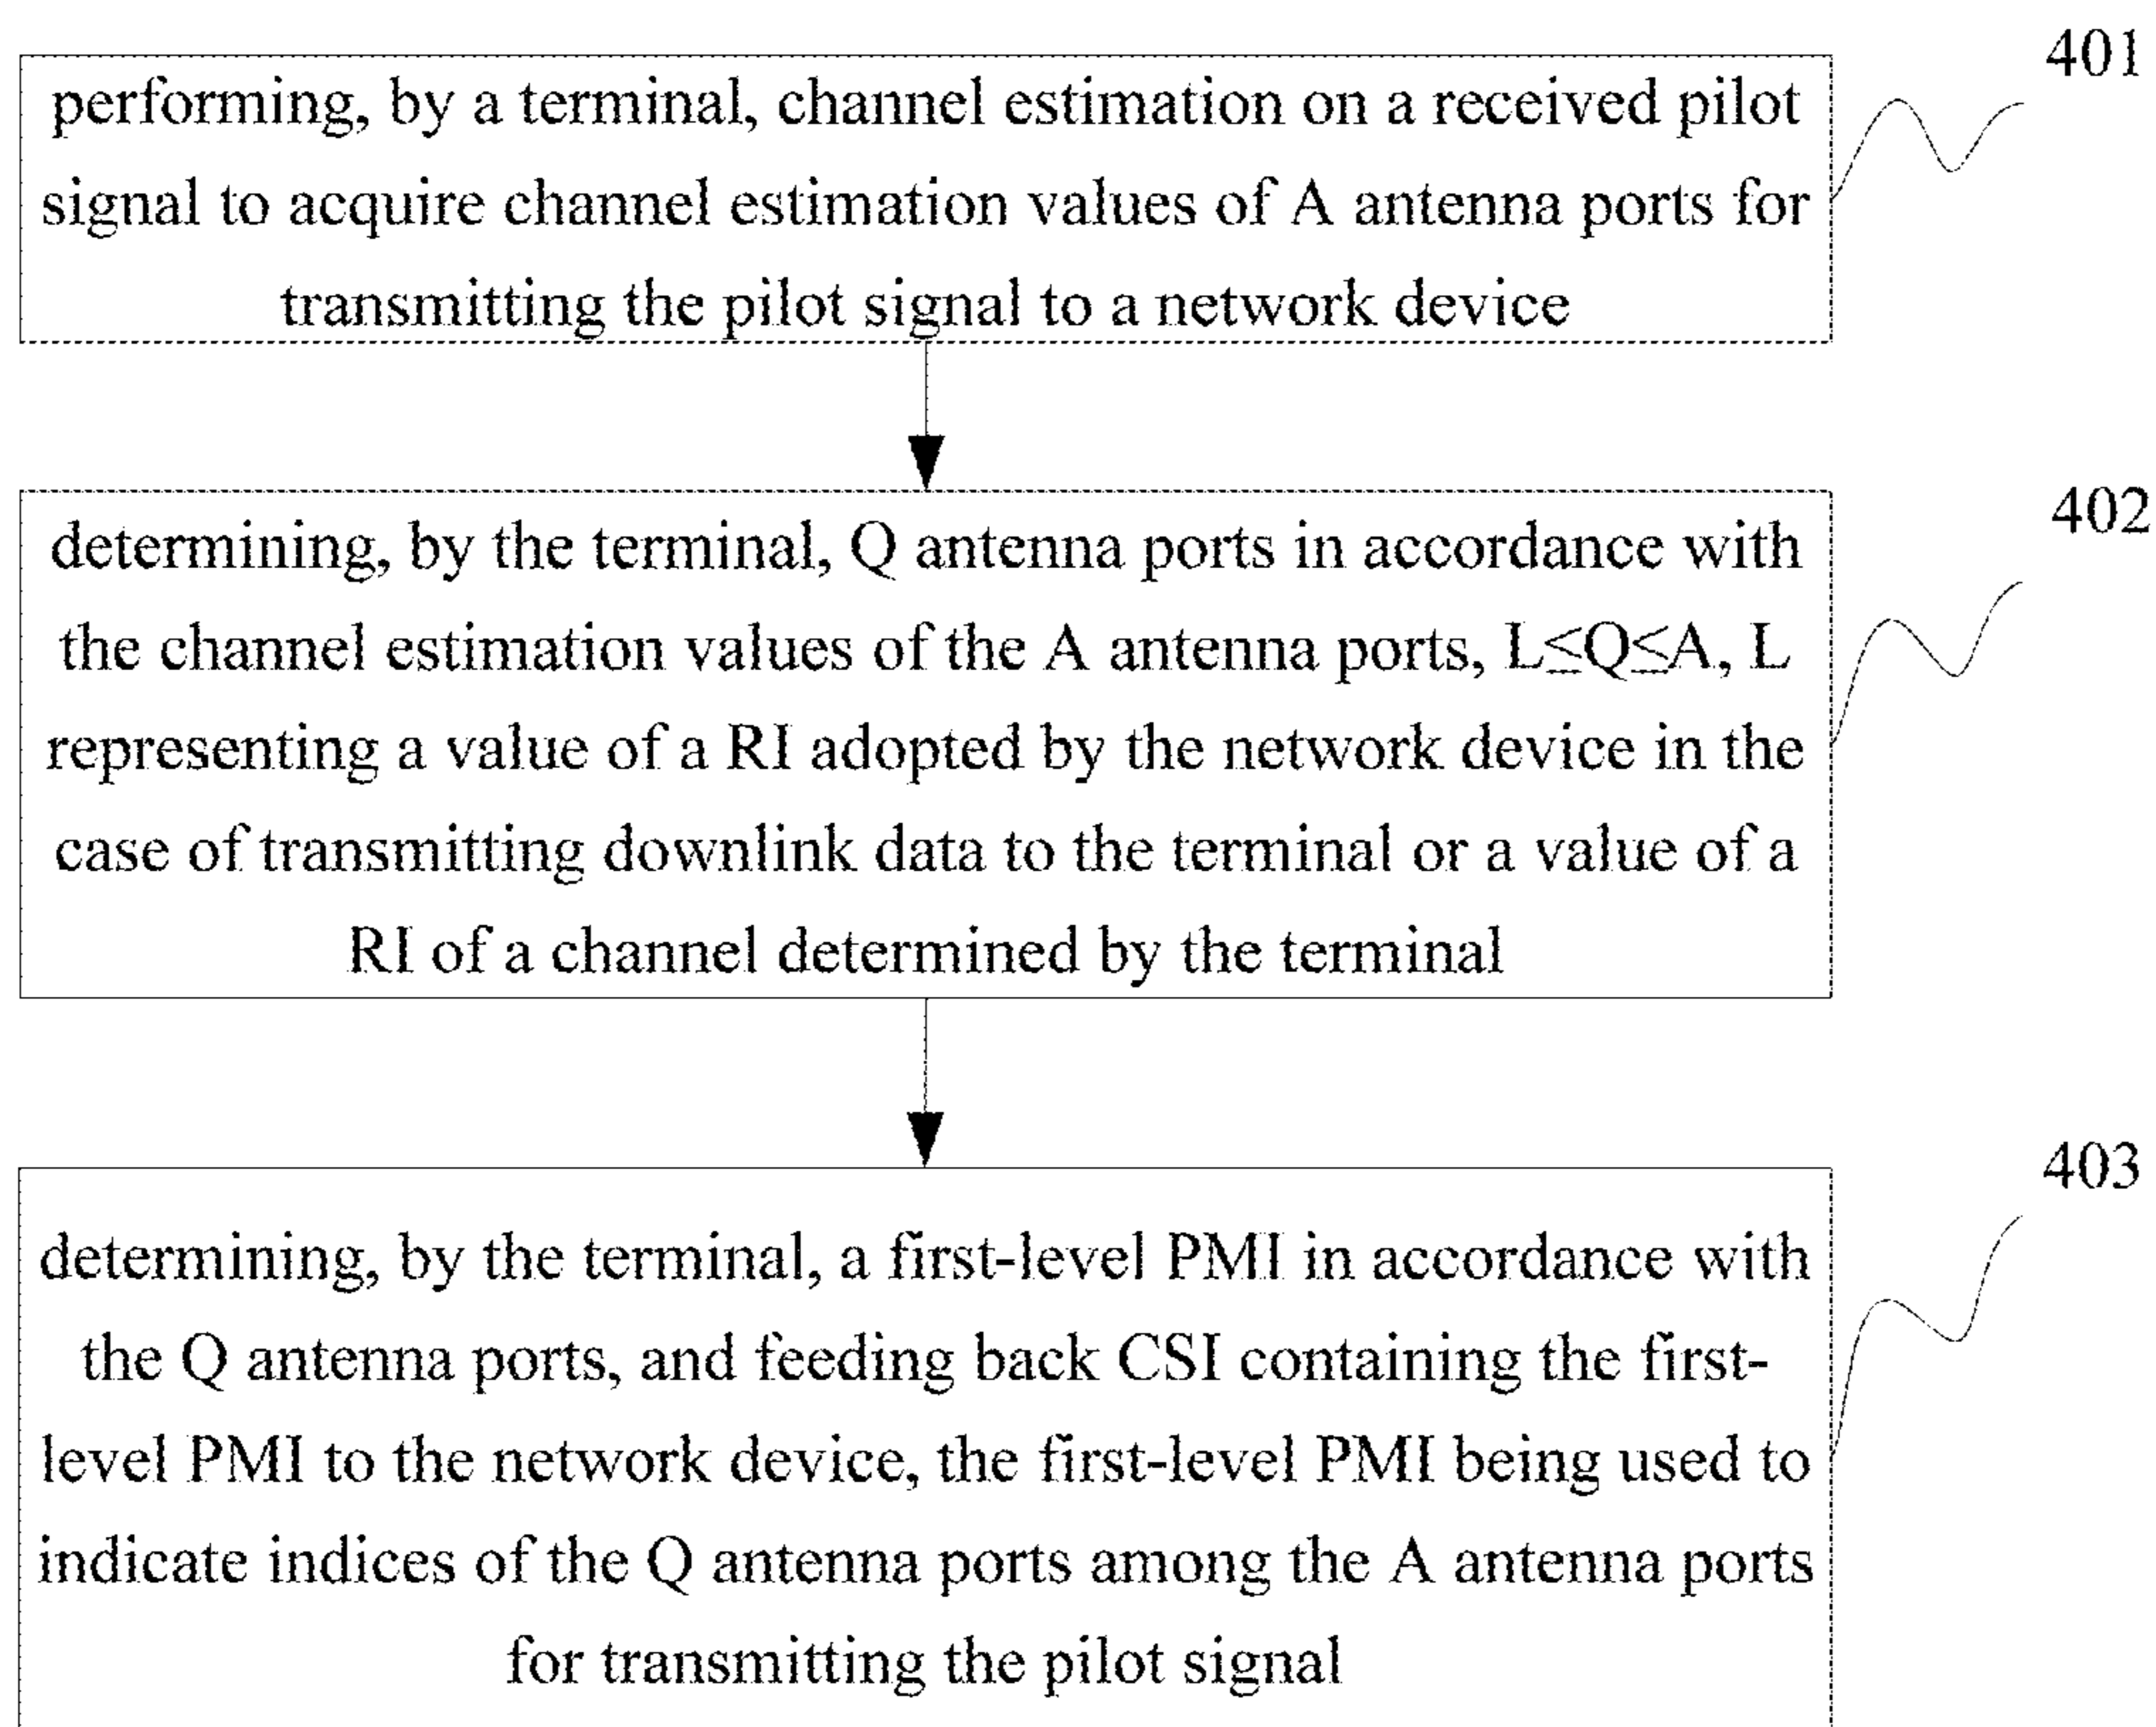 401
performing, by a terminal, channel estimation on a received pilot
signal to acquire channel estimation values of A antenna ports for
transmitting the pilot signal to a network device
402
determining, by the terminal, Q antenna ports in accordance with
the channel estimation values of the A antenna ports, L≤Q≤A, L
representing a value of a RI adopted by the network device in the
case of transmitting downlink data to the terminal or a value of a
RI of a channel determined by the terminal
403
determining, by the terminal, a first-level PMI in accordance with
the Q antenna ports, and feeding back CSI containing the first-
level PMI to the network device, the first-level PMI being used to
indicate indices of the Q antenna ports among the A antenna ports
for transmitting the pilot signal